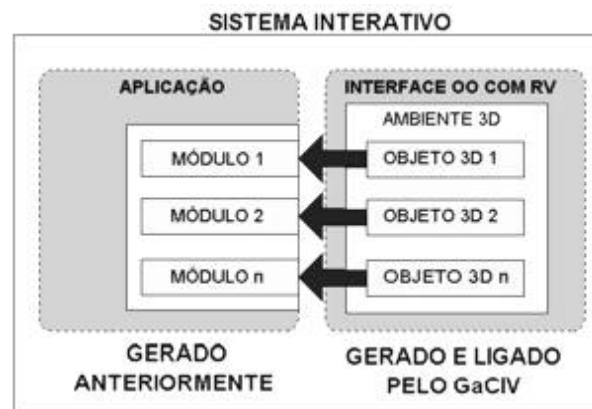 SISTEMA INTERATIVO
APLICAÇÃO
MÓDULO 1
MÓDULO 2
MÓDULO n
GERADO
ANTERIORMENTE
INTERFACE OO COM RV
AMBIENTE 3D
OBJETO 3D 1
OBJETO 3D 2
OBJETO 3D n
GERADO E LIGADO
PELO GaCIV